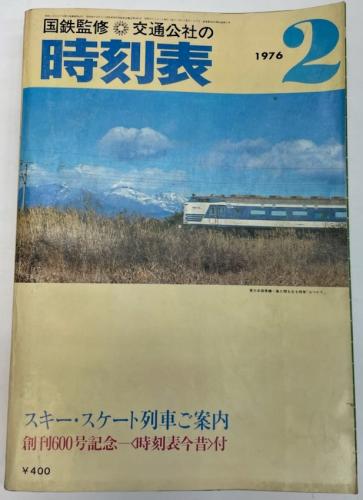 国鉄監修 交通公社の
時刻表
1976
2
スキー・スケート列車ご案内
創刊600号記念—〈時刻表今昔〉付
¥400